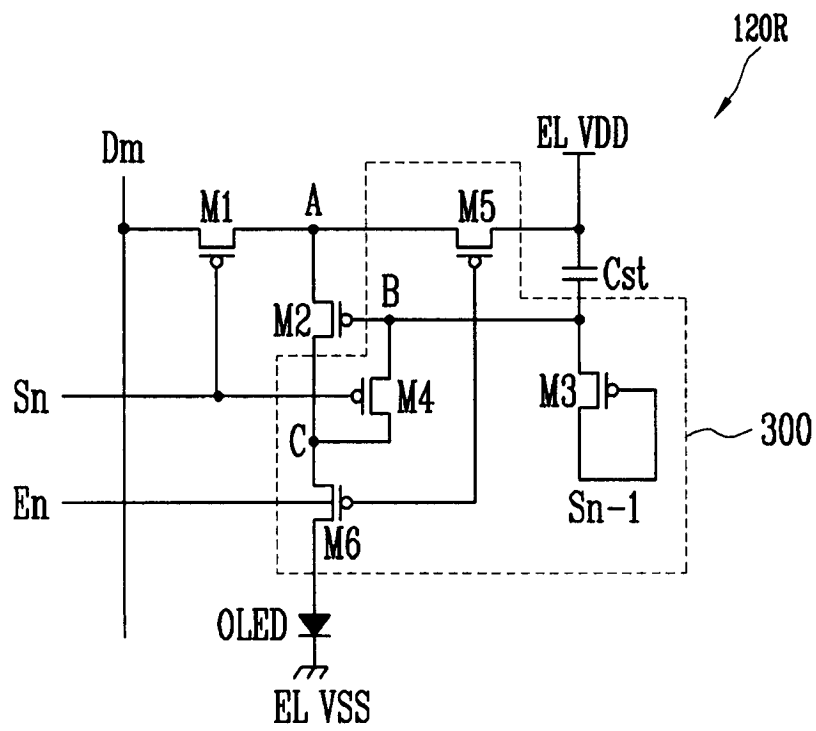 120R
EL VDD
Dm
M1
A
M5
Cst
B
M2
M3
Sn
M4
C
300
En
Sn-1
M6
OLED
EL VSS